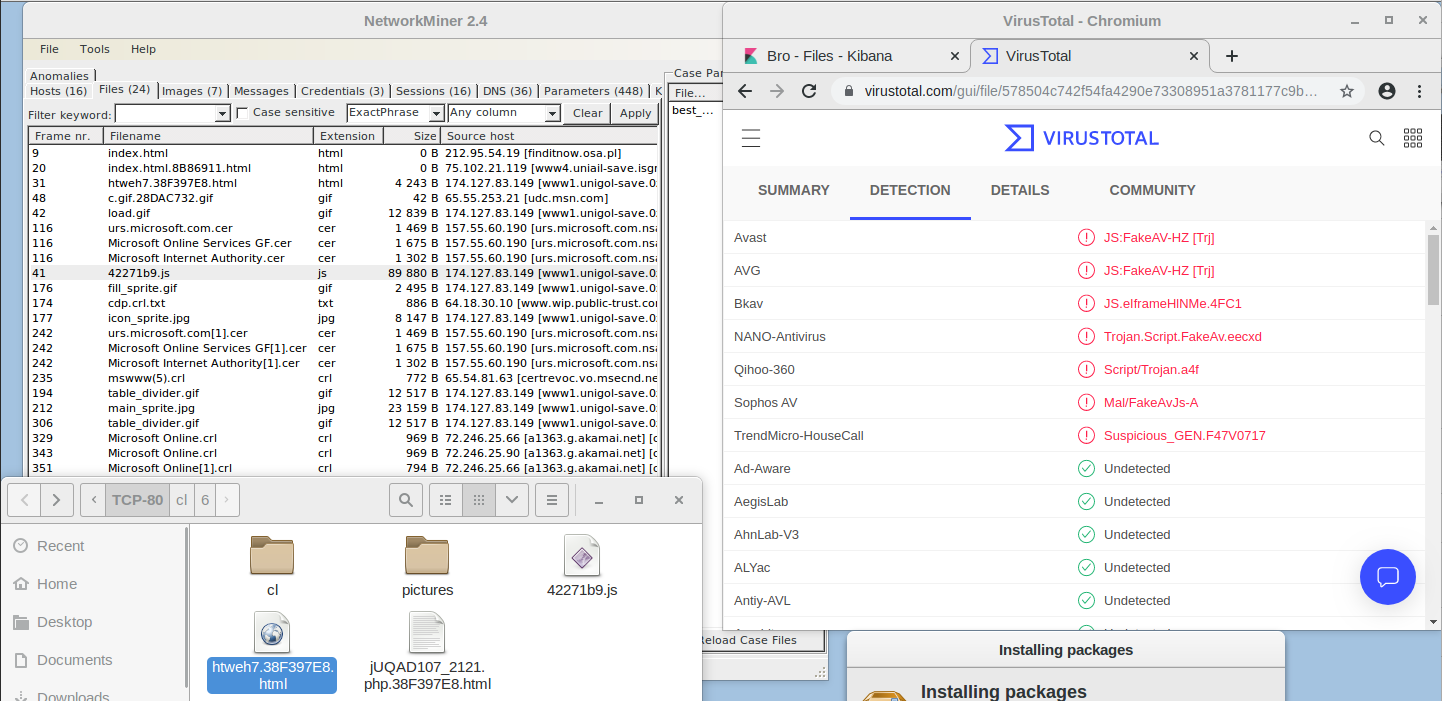 NetworkMiner 2.4
File Tools Help
Anomalies
Hosts (16) Files (24) Images (7) Messages Credentials (3) Sessions (16) DNS (36) Parameters (448) K
Filter keyword: Case sensitive ExactPhrase Any column Clear Apply
Frame nr. Filename Extension Size Source host
9 index.html html 0 B 212.95.54.19 [finditnow.osa.pl]
20 index.html.8B86911.html html 0 B 75.102.21.119 [www4.uniail-save.isgr
31 htweh7.38F397E8.html html 4 243 B 174.127.83.149 [www1.unigol-save.0
48 c.gif.28DAC732.gif gif 42 B 65.55.253.21 [udc.msn.com]
42 load.gif gif 12 839 B 174.127.83.149 [www1.unigol-save.0
116 urs.microsoft.com.cer cer 1 469 B 157.55.60.190 [urs.microsoft.com.nsa
116 Microsoft Online Services GF.cer cer 1 675 B 157.55.60.190 [urs.microsoft.com.nsa
116 Microsoft Internet Authority.cer cer 1 302 B 157.55.60.190 [urs.microsoft.com.nsa
41 42271b9.js js 89 880 B 174.127.83.149 [www1.unigol-save.0
176 fill_sprite.gif gif 2 495 B 174.127.83.149 [www1.unigol-save.0
174 cdp.crl.txt txt 886 B 64.18.30.10 [www.wip.public-trust.co
177 icon_sprite.jpg jpg 8 147 B 174.127.83.149 [www1.unigol-save.0
242 urs.microsoft.com[1].cer cer 1 469 B 157.55.60.190 [urs.microsoft.com.nsa
242 Microsoft Online Services GF[1].cer cer 1 675 B 157.55.60.190 [urs.microsoft.com.nsa
242 Microsoft Internet Authority[1].cer cer 1 302 B 157.55.60.190 [urs.microsoft.com.nsa
235 mswww(5).crl crl 772 B 65.54.81.63 [certrevoc.vo.msecnd.ne
194 table_divider.gif gif 12 517 B 174.127.83.149 [www1.unigol-save.0
212 main_sprite.jpg jpg 23 159 B 174.127.83.149 [www1.unigol-save.0
306 table_divider.gif gif 12 517 B 174.127.83.149 [www1.unigol-save.0
329 Microsoft Online.crl crl 969 B 72.246.25.66 [a1363.g.akamai.net] [c
343 Microsoft Online.crl crl 969 B 72.246.25.90 [a1363.g.akamai.net] [c
351 Microsoft Online[1].crl crl 794 B 72.246.25.66 [a1363.g.akamai.net] [c
Case Par
File...
best_...
Reload Case Files
VirusTotal - Chromium
Bro - Files - Kibana
VirusTotal
virustotal.com/gui/file/578504c742f54fa4290e73308951a3781177c9b...
VIRUSTOTAL
SUMMARY DETECTION DETAILS COMMUNITY
Avast JS:FakeAV-HZ [Trj]
AVG JS:FakeAV-HZ [Trj]
Bkav JS.eIframeHlNMe.4FC1
NANO-Antivirus Trojan.Script.FakeAv.eecxd
Qihoo-360 Script/Trojan.a4f
Sophos AV Mal/FakeAvJs-A
TrendMicro-HouseCall Suspicious_GEN.F47V0717
Ad-Aware Undetected
AegisLab Undetected
AhnLab-V3 Undetected
ALYac Undetected
Antiy-AVL Undetected
TCP-80 cl 6
Recent
Home
Desktop
Documents
Downloads
cl
pictures
42271b9.js
htweh7.38F397E8.
html
jUQAD107_2121.
php.38F397E8.html
Installing packages
Installing packages